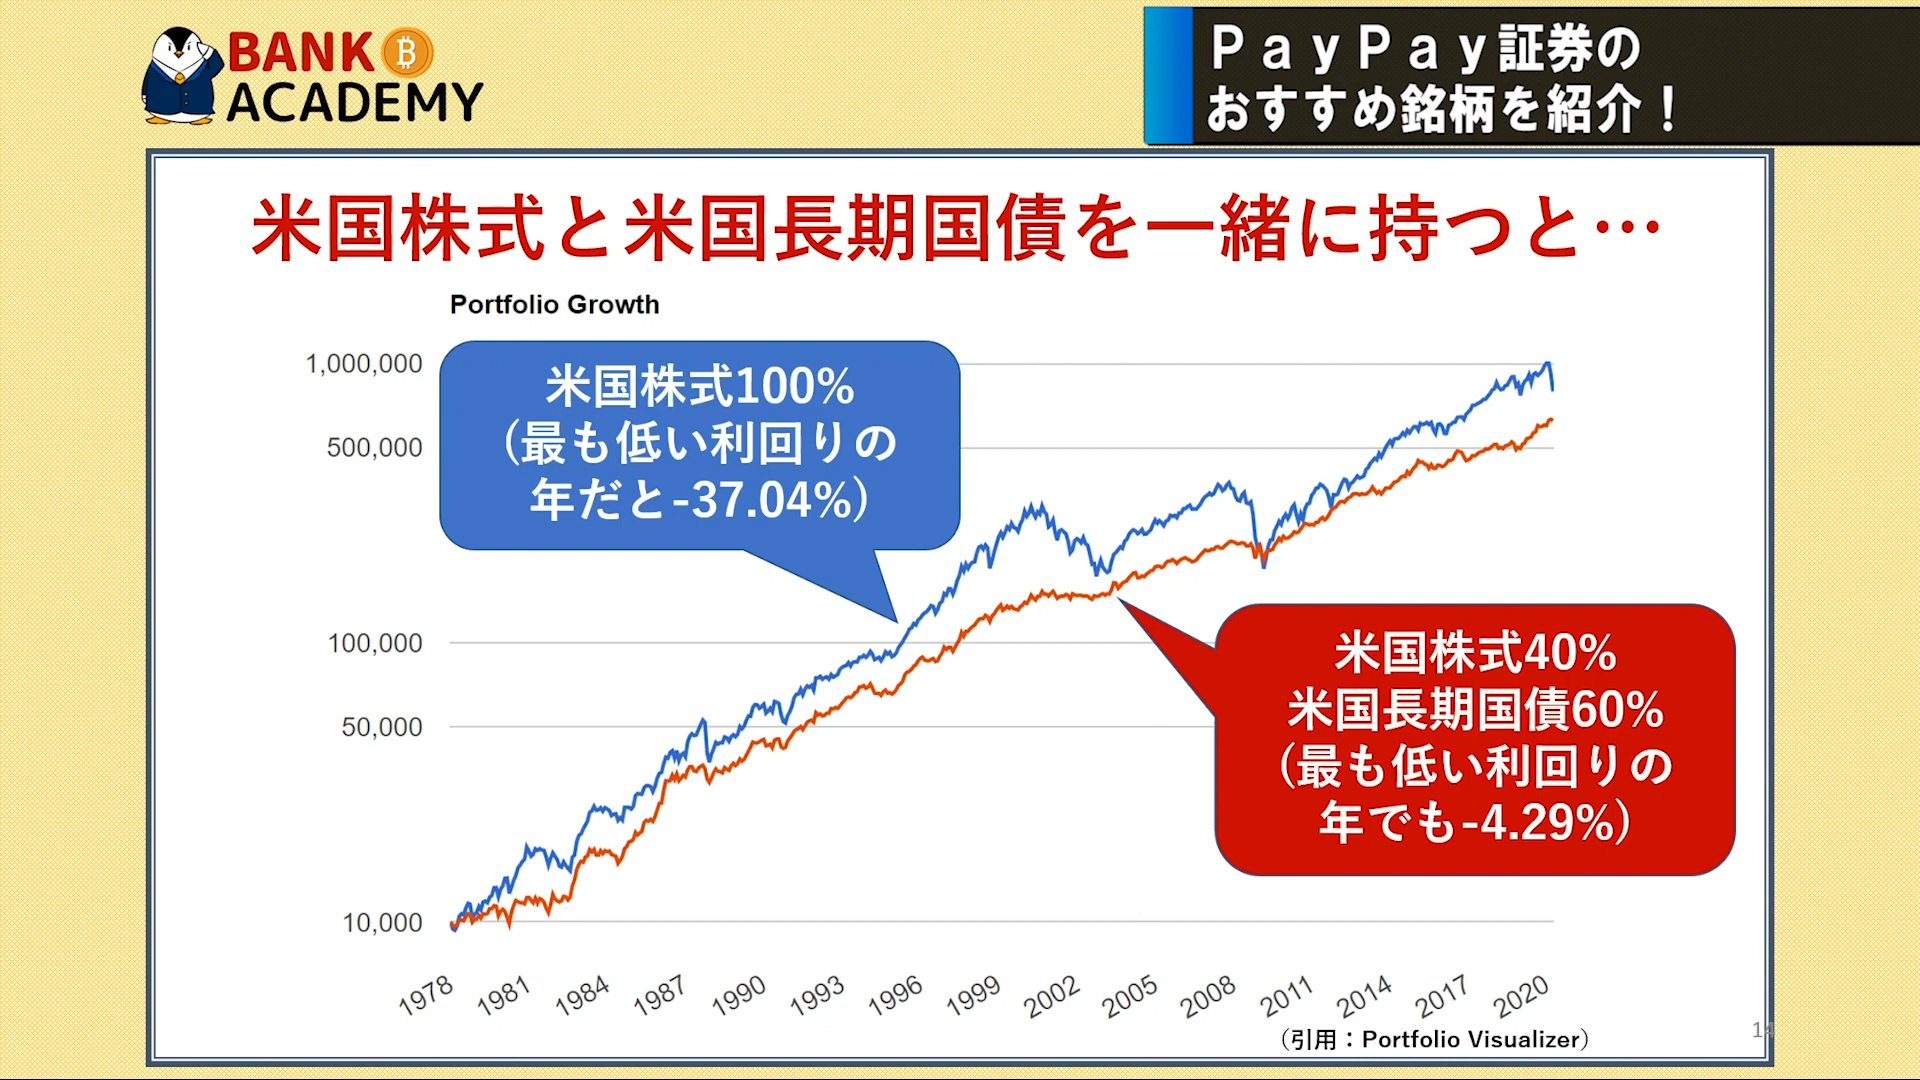 BANK
ACADEMY
PayPay証券の
おすすめ銘柄を紹介！
米国株式と米国長期国債を一緒に持つと…
Portfolio Growth
1,000,000
500,000
100,000
50,000
10,000
米国株式100%
(最も低い利回りの
年だと-37.04%)
米国株式40%
米国長期国債60%
(最も低い利回りの
年でも-4.29%)
1978 1981 1984 1987 1990 1993 1996 1999 2002 2005 2008 2011 2014 2017 2020
（引用：Portfolio Visualizer）
14